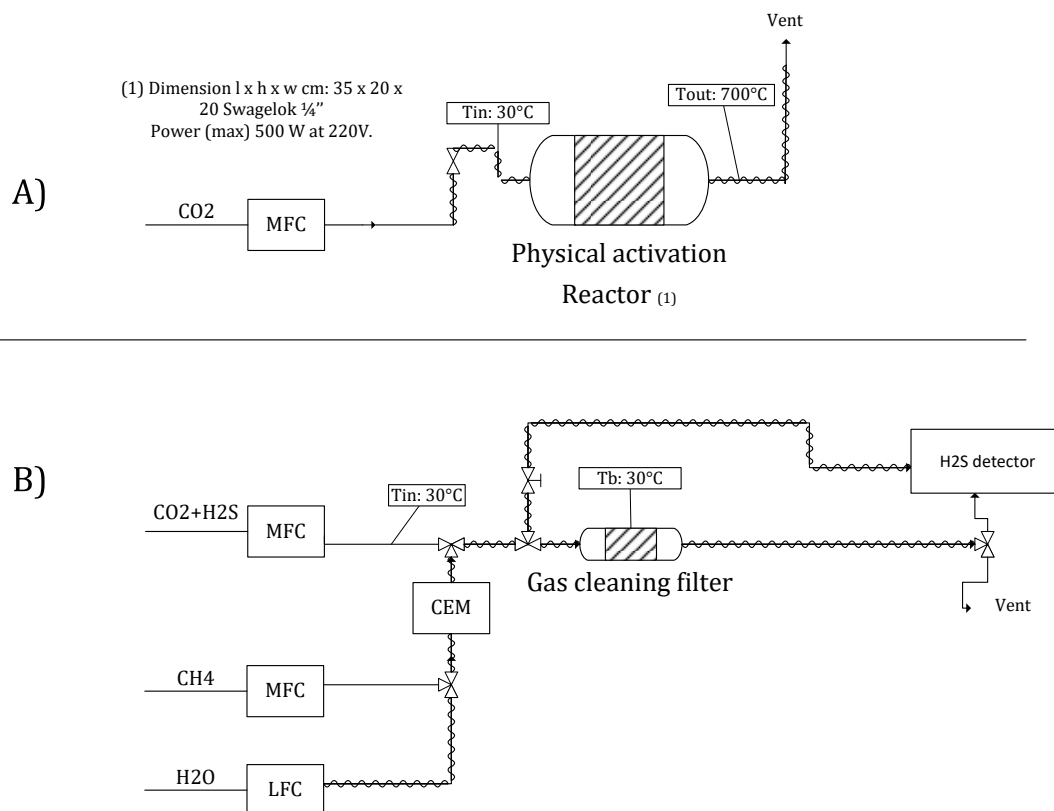 Vent
(1) Dimension l x h x w cm: 35 x 20 x
20 Swagelok ¼’’
Power (max) 500 W at 220V.
Tin: 30°C
Tout: 700°C
A)
CO2
MFC
Physical activation
Reactor (1)
B)
H2S detector
Tin: 30°C
Tb: 30°C
CO2+H2S
MFC
Gas cleaning filter
CEM
Vent
CH4
MFC
H2O
LFC